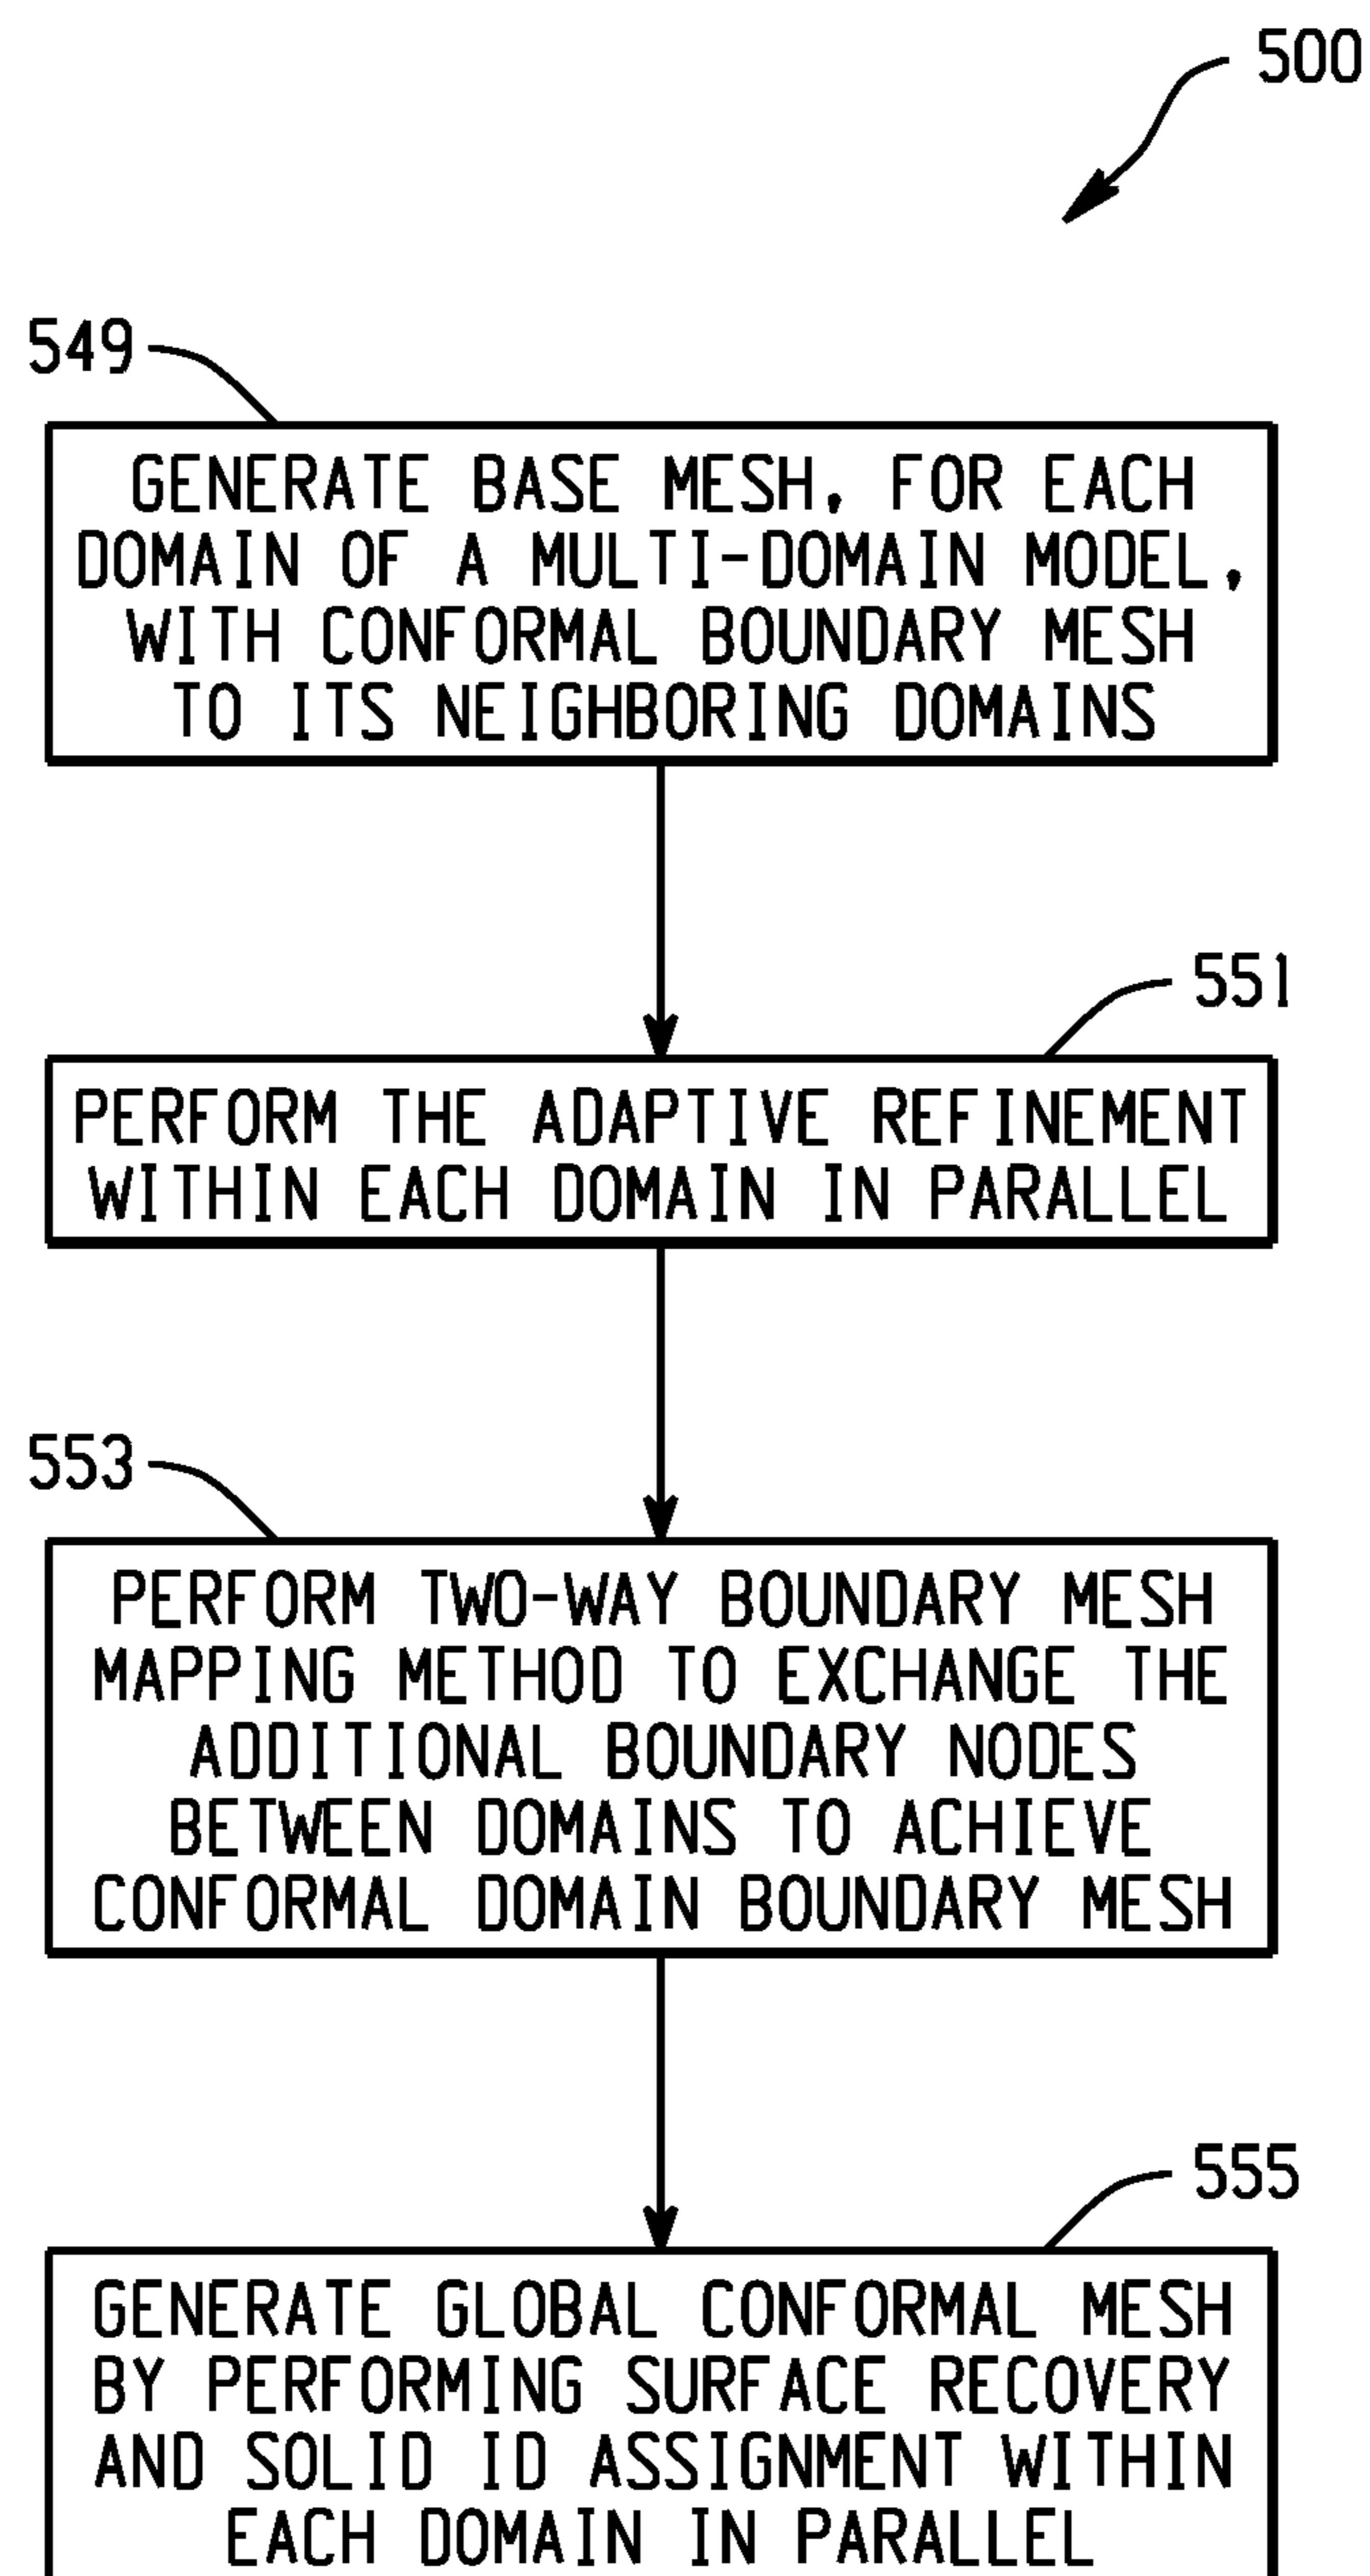 500
549
GENERATE BASE MESH, FOR EACH
DOMAIN OF A MULTI-DOMAIN MODEL,
WITH CONFORMAL BOUNDARY MESH
TO ITS NEIGHBORING DOMAINS
551
PERFORM THE ADAPTIVE REFINEMENT
WITHIN EACH DOMAIN IN PARALLEL
553
PERFORM TWO-WAY BOUNDARY MESH
MAPPING METHOD TO EXCHANGE THE
ADDITIONAL BOUNDARY NODES
BETWEEN DOMAINS TO ACHIEVE
CONFORMAL DOMAIN BOUNDARY MESH
555
GENERATE GLOBAL CONFORMAL MESH
BY PERFORMING SURFACE RECOVERY
AND SOLID ID ASSIGNMENT WITHIN
EACH DOMAIN IN PARALLEL